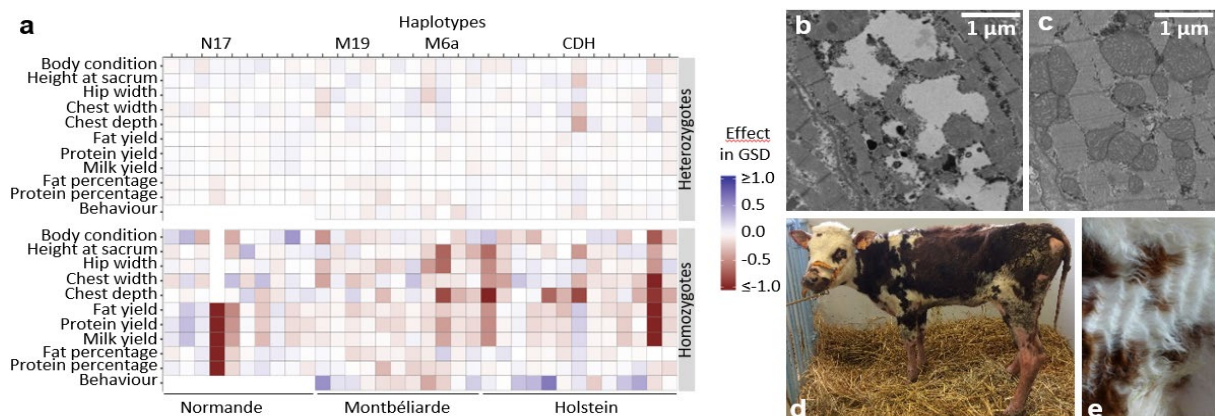 a
Haplotypes
N17 M19 M6a CDH
Body condition
Height at sacrum
Hip width
Chest width
Chest depth
Fat yield
Protein yield
Milk yield
Fat percentage
Protein percentage
Behaviour
Heterozygotes
Body condition
Height at sacrum
Hip width
Chest width
Chest depth
Fat yield
Protein yield
Milk yield
Fat percentage
Protein percentage
Behaviour
Homozygotes
Normande Montbéliarde Holstein
Effect
in GSD
≥1.0
0.5
0.0
-0.5
≤-1.0
b
1 µm
c
1 µm
d
e